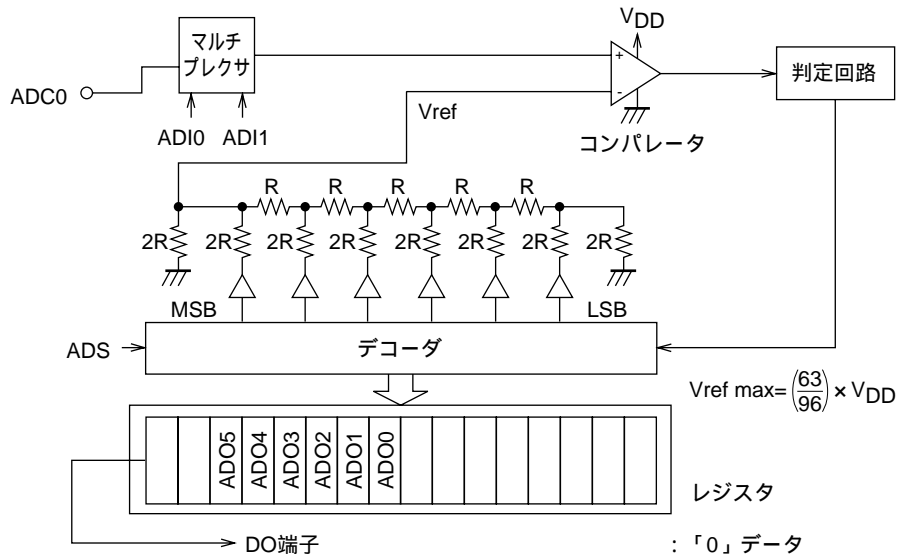 マルチ
プレクサ
ADC0
ADI0
ADI1
Vref
VDD
+
-
コンパレータ
判定回路
R
R
R
R
R
2R
2R
2R
2R
2R
2R
2R
2R
MSB
LSB
ADS
デコーダ
Vref max=(63/96)×VDD
ADO5
ADO4
ADO3
ADO2
ADO1
ADO0
レジスタ
DO端子
：「0」データ